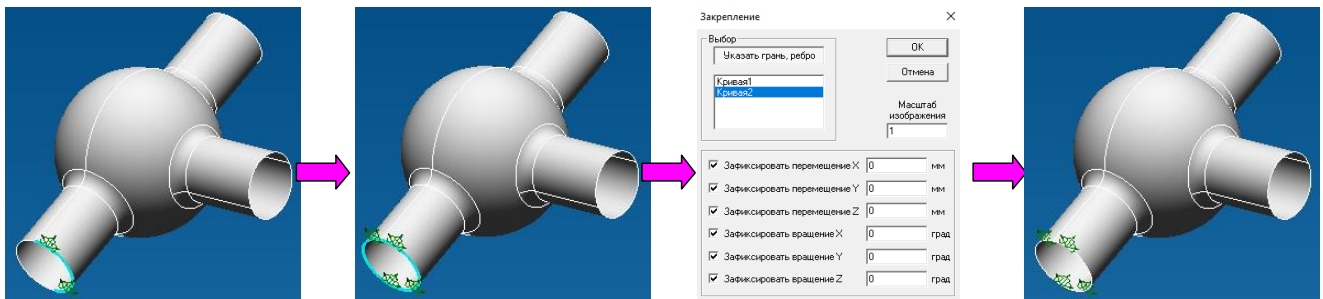 Закрепление
Выбор
Указать грань, ребро
Кривая1
Кривая2
OK
Отмена
Масштаб
изображения
1
Зафиксировать перемещение X 0 мм
Зафиксировать перемещение Y 0 мм
Зафиксировать перемещение Z 0 мм
Зафиксировать вращение X 0 град
Зафиксировать вращение Y 0 град
Зафиксировать вращение Z 0 град